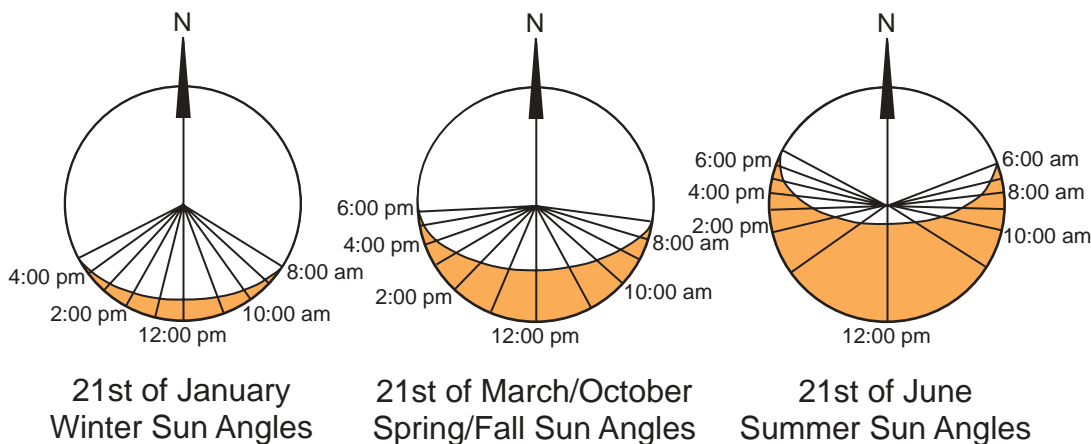 N
4:00 pm
2:00 pm
12:00 pm
10:00 am
8:00 am
21st of January
Winter Sun Angles
N
6:00 pm
4:00 pm
2:00 pm
12:00 pm
10:00 am
8:00 am
21st of March/October
Spring/Fall Sun Angles
N
6:00 pm
4:00 pm
2:00 pm
12:00 pm
10:00 am
8:00 am
6:00 am
21st of June
Summer Sun Angles